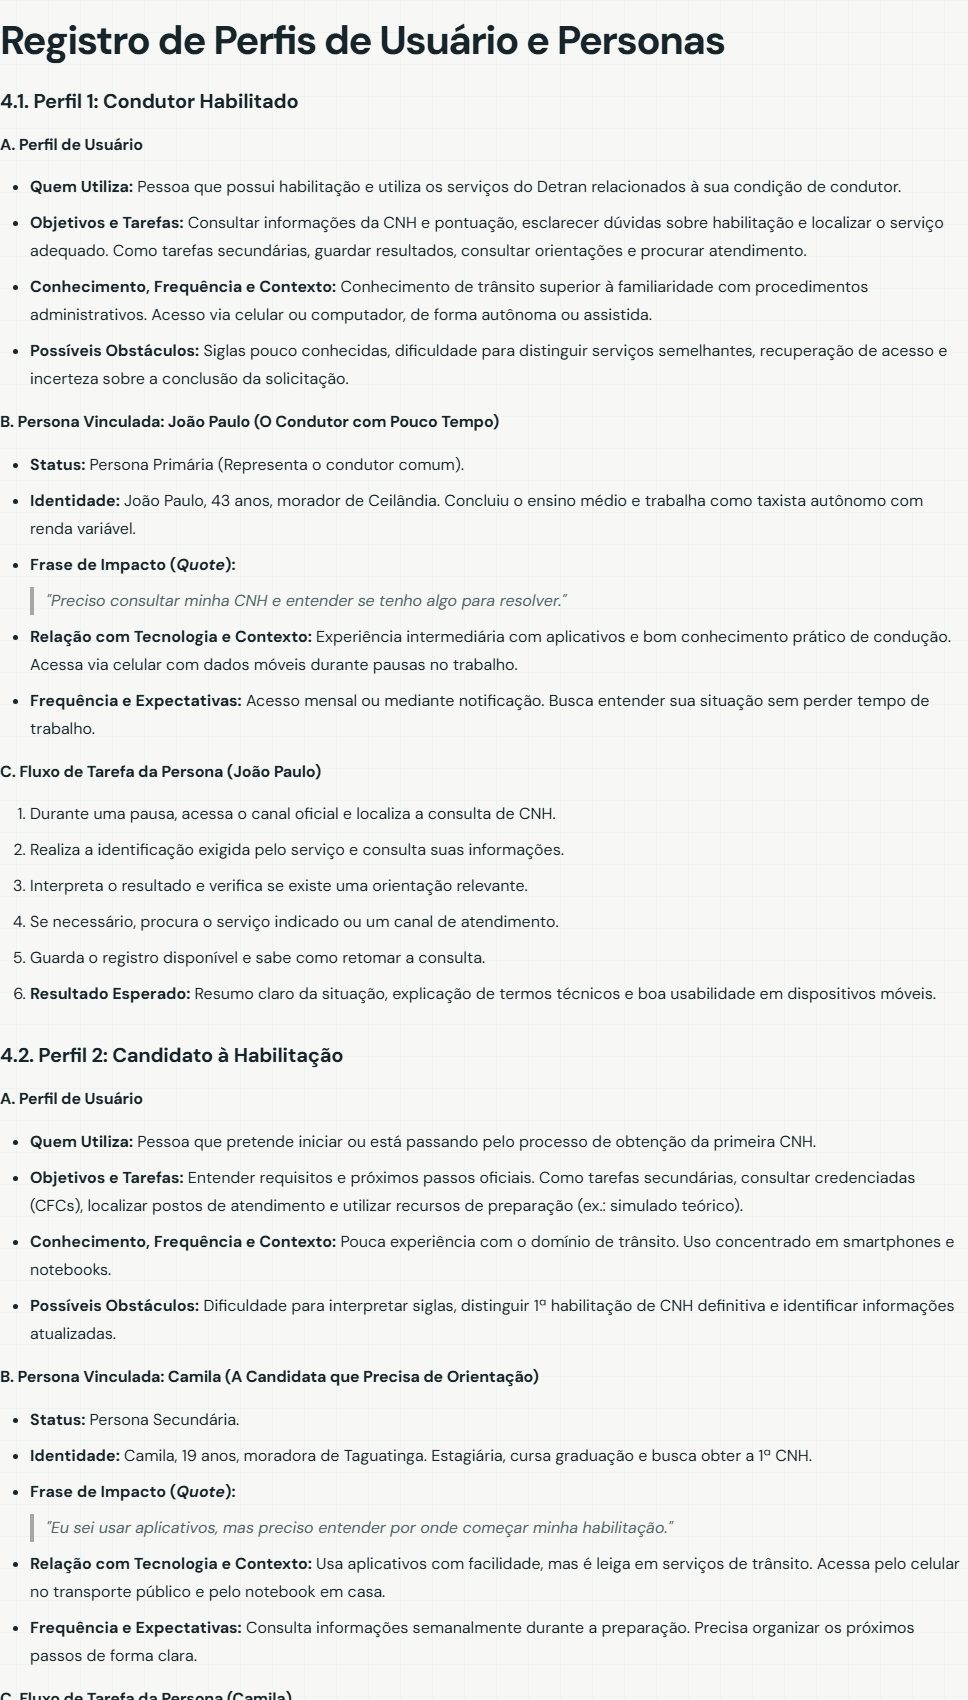 Registro de Perfis de Usuário e Personas
4.1. Perfil 1: Condutor Habilitado
A. Perfil de Usuário
• Quem Utiliza: Pessoa que possui habilitação e utiliza os serviços do Detran relacionados à sua condição de condutor.
• Objetivos e Tarefas: Consultar informações da CNH e pontuação, esclarecer dúvidas sobre habilitação e localizar o serviço
adequado. Como tarefas secundárias, guardar resultados, consultar orientações e procurar atendimento.
• Conhecimento, Frequência e Contexto: Conhecimento de trânsito superior à familiaridade com procedimentos
administrativos. Acesso via celular ou computador, de forma autônoma ou assistida.
• Possíveis Obstáculos: Siglas pouco conhecidas, dificuldade para distinguir serviços semelhantes, recuperação de acesso e
incerteza sobre a conclusão da solicitação.
B. Persona Vinculada: João Paulo (O Condutor com Pouco Tempo)
• Status: Persona Primária (Representa o condutor comum).
• Identidade: João Paulo, 43 anos, morador de Ceilândia. Concluiu o ensino médio e trabalha como taxista autônomo com
renda variável.
• Frase de Impacto (Quote):
"Preciso consultar minha CNH e entender se tenho algo para resolver."
• Relação com Tecnologia e Contexto: Experiência intermediária com aplicativos e bom conhecimento prático de condução.
Acessa via celular com dados móveis durante pausas no trabalho.
• Frequência e Expectativas: Acesso mensal ou mediante notificação. Busca entender sua situação sem perder tempo de
trabalho.
C. Fluxo de Tarefa da Persona (João Paulo)
1. Durante uma pausa, acessa o canal oficial e localiza a consulta de CNH.
2. Realiza a identificação exigida pelo serviço e consulta suas informações.
3. Interpreta o resultado e verifica se existe uma orientação relevante.
4. Se necessário, procura o serviço indicado ou um canal de atendimento.
5. Guarda o registro disponível e sabe como retomar a consulta.
6. Resultado Esperado: Resumo claro da situação, explicação de termos técnicos e boa usabilidade em dispositivos móveis.
4.2. Perfil 2: Candidato à Habilitação
A. Perfil de Usuário
• Quem Utiliza: Pessoa que pretende iniciar ou está passando pelo processo de obtenção da primeira CNH.
• Objetivos e Tarefas: Entender requisitos e próximos passos oficiais. Como tarefas secundárias, consultar credenciadas
(CFCs), localizar postos de atendimento e utilizar recursos de preparação (ex.: simulado teórico).
• Conhecimento, Frequência e Contexto: Pouca experiência com o domínio de trânsito. Uso concentrado em smartphones e
notebooks.
• Possíveis Obstáculos: Dificuldade para interpretar siglas, distinguir 1ª habilitação de CNH definitiva e identificar informações
atualizadas.
B. Persona Vinculada: Camila (A Candidata que Precisa de Orientação)
• Status: Persona Secundária.
• Identidade: Camila, 19 anos, moradora de Taguatinga. Estagiária, cursa graduação e busca obter a 1ª CNH.
• Frase de Impacto (Quote):
"Eu sei usar aplicativos, mas preciso entender por onde começar minha habilitação."
• Relação com Tecnologia e Contexto: Usa aplicativos com facilidade, mas é leiga em serviços de trânsito. Acessa pelo celular
no transporte público e pelo notebook em casa.
• Frequência e Expectativas: Consulta informações semanalmente durante a preparação. Precisa organizar os próximos
passos de forma clara.
C. Fluxo de Tarefa da Persona (Camila)